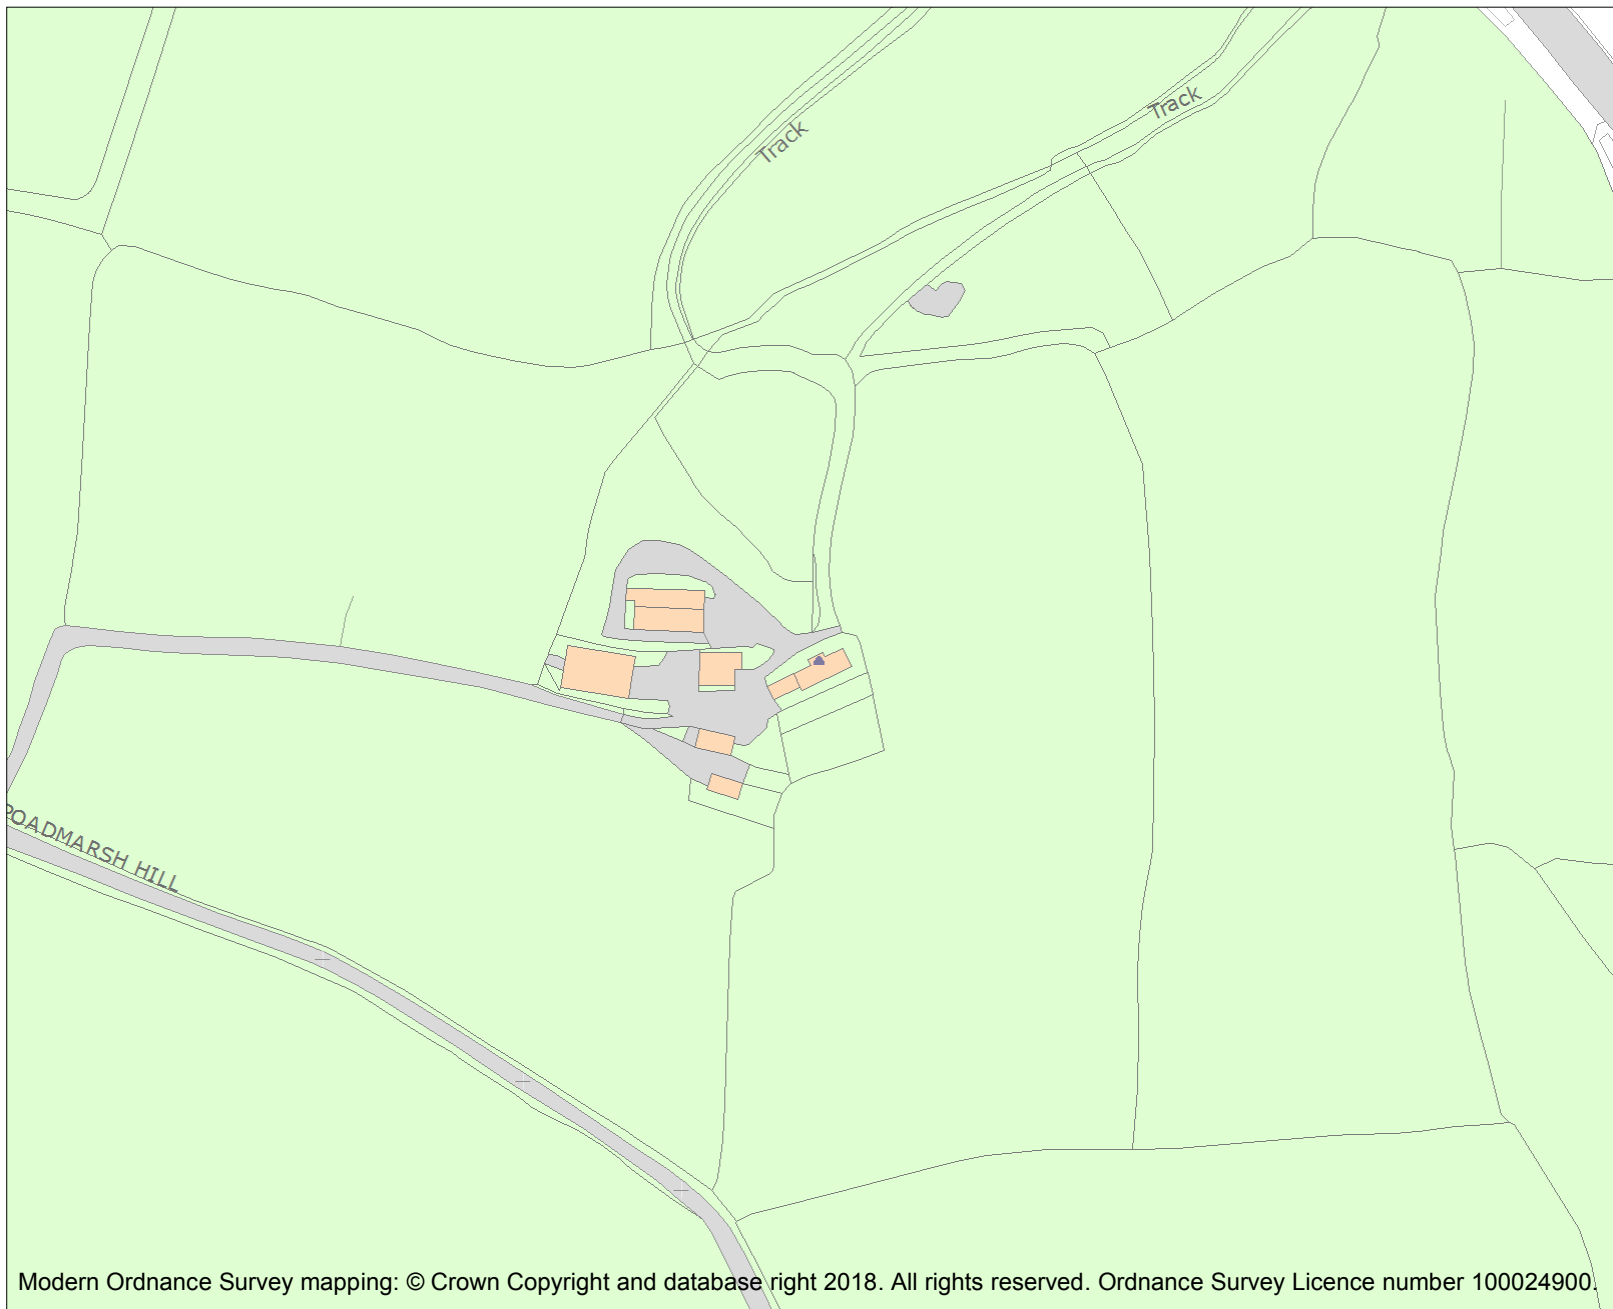 Track
Track
ROADMARSH HILL
Modern Ordnance Survey mapping: © Crown Copyright and database right 2018. All rights reserved. Ordnance Survey Licence number 100024900.